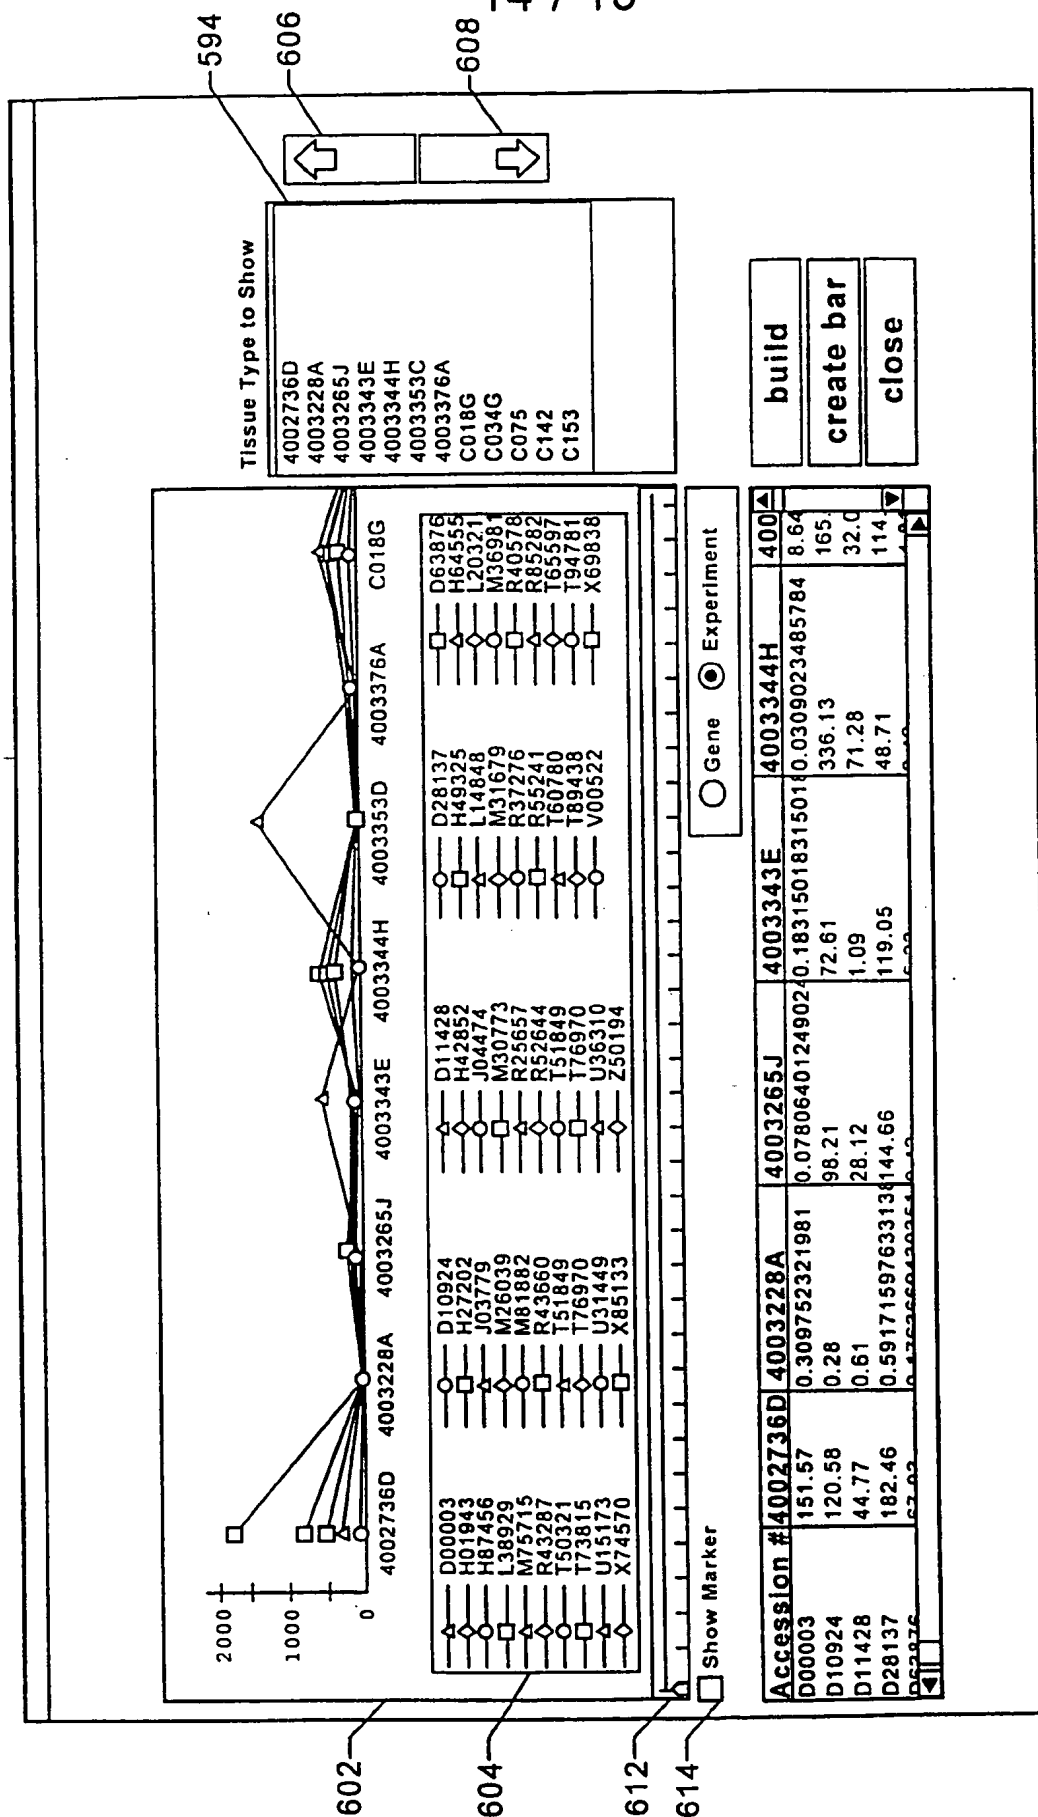 14 / 18
594
606
608
Tissue Type to Show
4002736D
4003228A
4003265J
4003343E
4003344H
4003353C
4003376A
C018G
C034G
C075
C142
C153
2000
1000
0
4002736D 4003228A 4003265J 4003343E 4003344H 4003353D 4003376A C018G
D00003 D10924 D11428 D28137 D63876
H01943 H27202 H42852 H49325 H64555
H87456 J03779 J04474 L14848 L20321
L38929 M26039 M30773 M31679 M36981
M75715 M81882 R25657 R37276 R40578
R43287 R43660 R52644 R55241 R85282
T50321 T51849 T51849 T60780 T65597
T73815 T76970 T76970 T89438 T94781
U15173 U31449 U36310 V00522 X69838
X74570 X85133 Z50194
602
604
612
614
Show Marker
Gene Experiment
build
create bar
close
Accession # 4002736D 4003228A 4003265J 4003343E 4003344H 400
D00003 151.57 0.309752321981 0.078064012490240 0.183150183150180 0.0309023485784 8.64
D10924 120.58 0.28 98.21 72.61 336.13 165.
D11428 44.77 0.61 28.12 1.09 71.28 32.0
D28137 182.46 0.59171597633138 144.66 119.05 48.71 114.
D63876